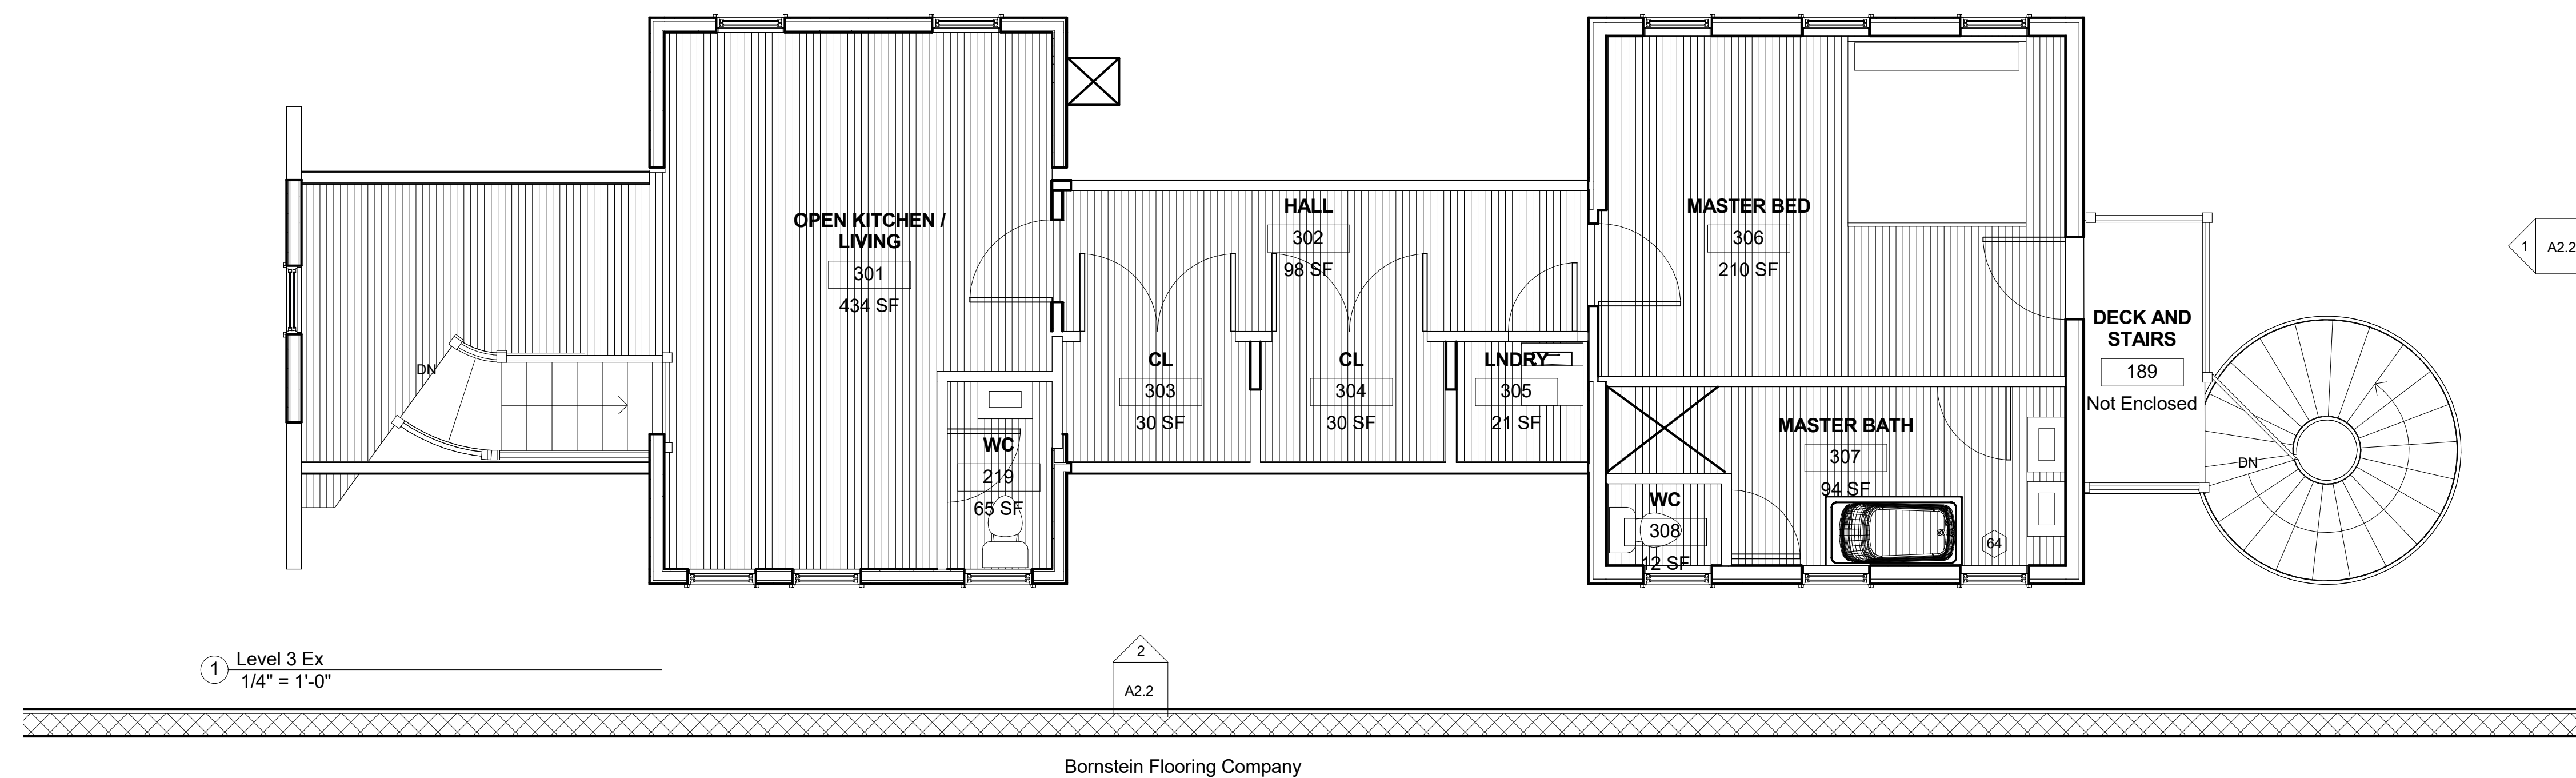 OPEN KITCHEN /
LIVING
301
434 SF
DN
WC
219
65 SF
HALL
302
98 SF
CL
303
30 SF
CL
304
30 SF
LNDRY
305
21 SF
MASTER BED
306
210 SF
MASTER BATH
307
94 SF
WC
308
12 SF
64
DECK AND
STAIRS
189
Not Enclosed
DN
1
A2.2
1
Level 3 Ex
1/4" = 1'-0"
2
A2.2
Bornstein Flooring Company